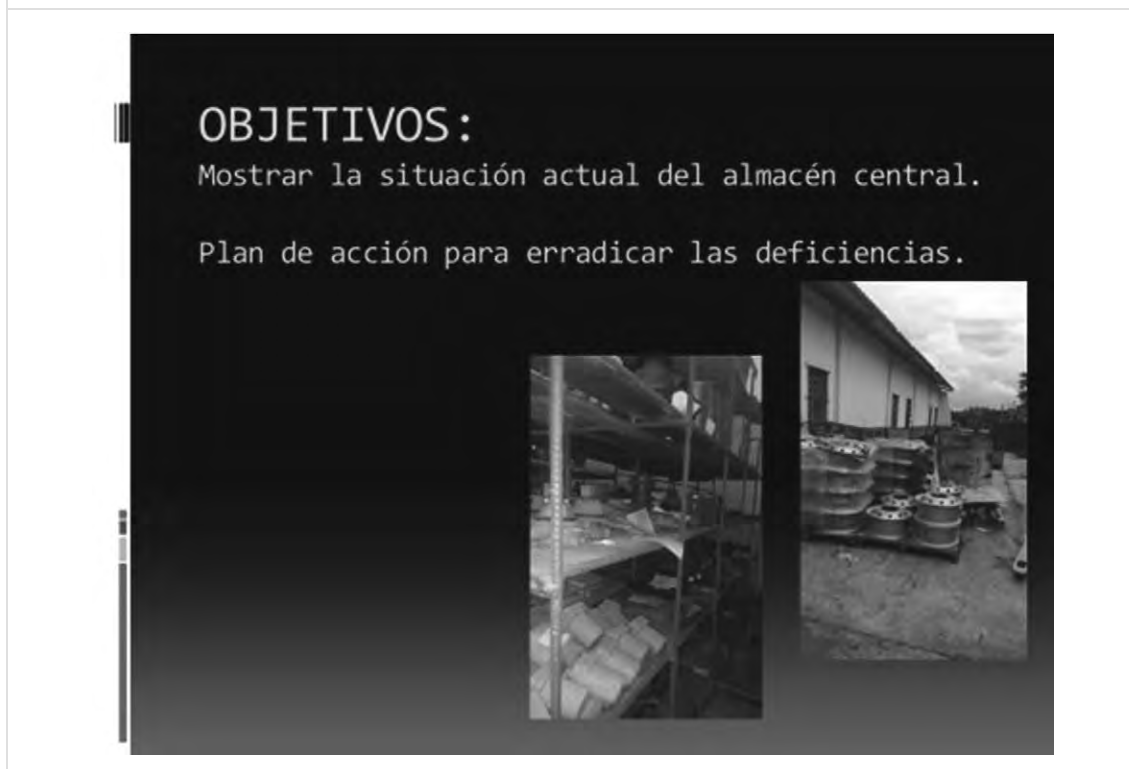 OBJETIVOS:
Mostrar la situación actual del almacén central.
Plan de acción para erradicar las deficiencias.